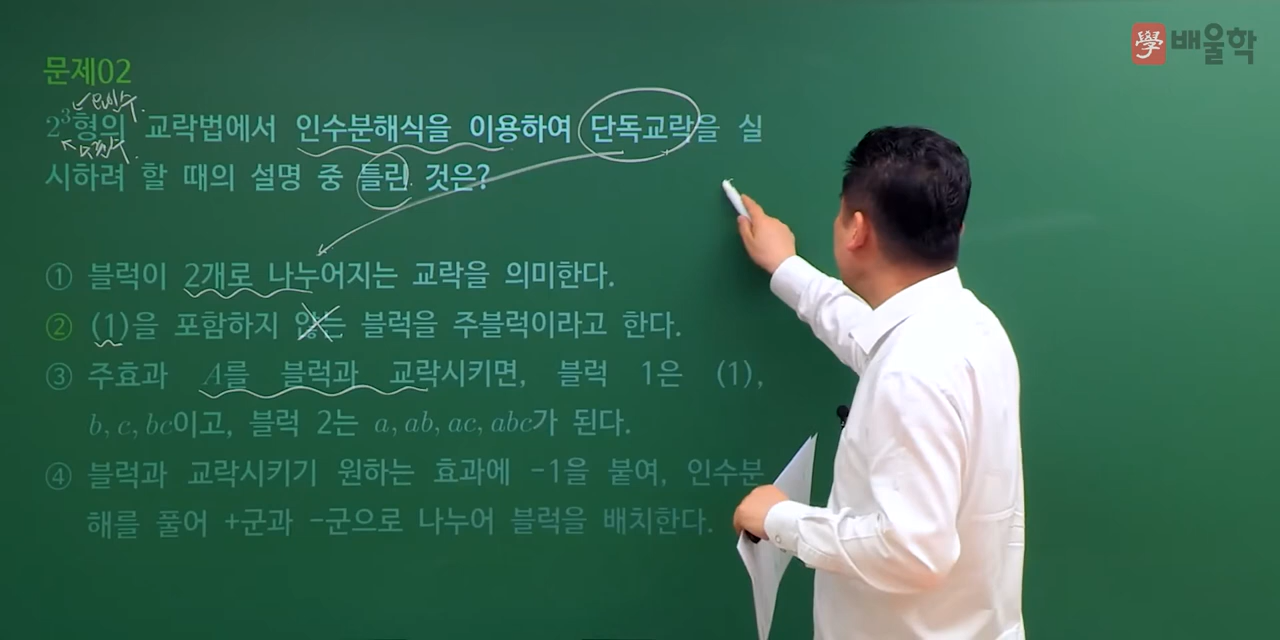 學 배울학
문제02
2³형의 교락법에서 인수분해식을 이용하여 단독교락을 실
시하려 할 때의 설명 중 틀린 것은?
① 블럭이 2개로 나누어지는 교락을 의미한다.
② (1)을 포함하지 않는 블럭을 주블럭이라고 한다.
③ 주효과 A를 블럭과 교락시키면, 블럭 1은 (1),
b, c, bc이고, 블럭 2는 a, ab, ac, abc가 된다.
④ 블럭과 교락시키기 원하는 효과에 -1을 붙여, 인수분
해를 풀어 +군과 -군으로 나누어 블럭을 배치한다.